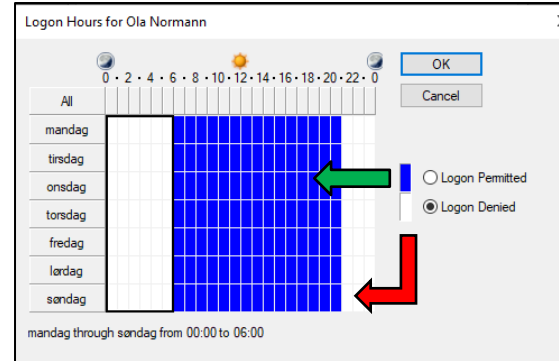 Logon Hours for Ola Normann
0 · 2 · 4 · 6 · 8 · 10 · 12 · 14 · 16 · 18 · 20 · 22 · 0
OK
Cancel
All
mandag
tirsdag
onsdag
torsdag
fredag
lørdag
søndag
Logon Permitted
Logon Denied
mandag through søndag from 00:00 to 06:00